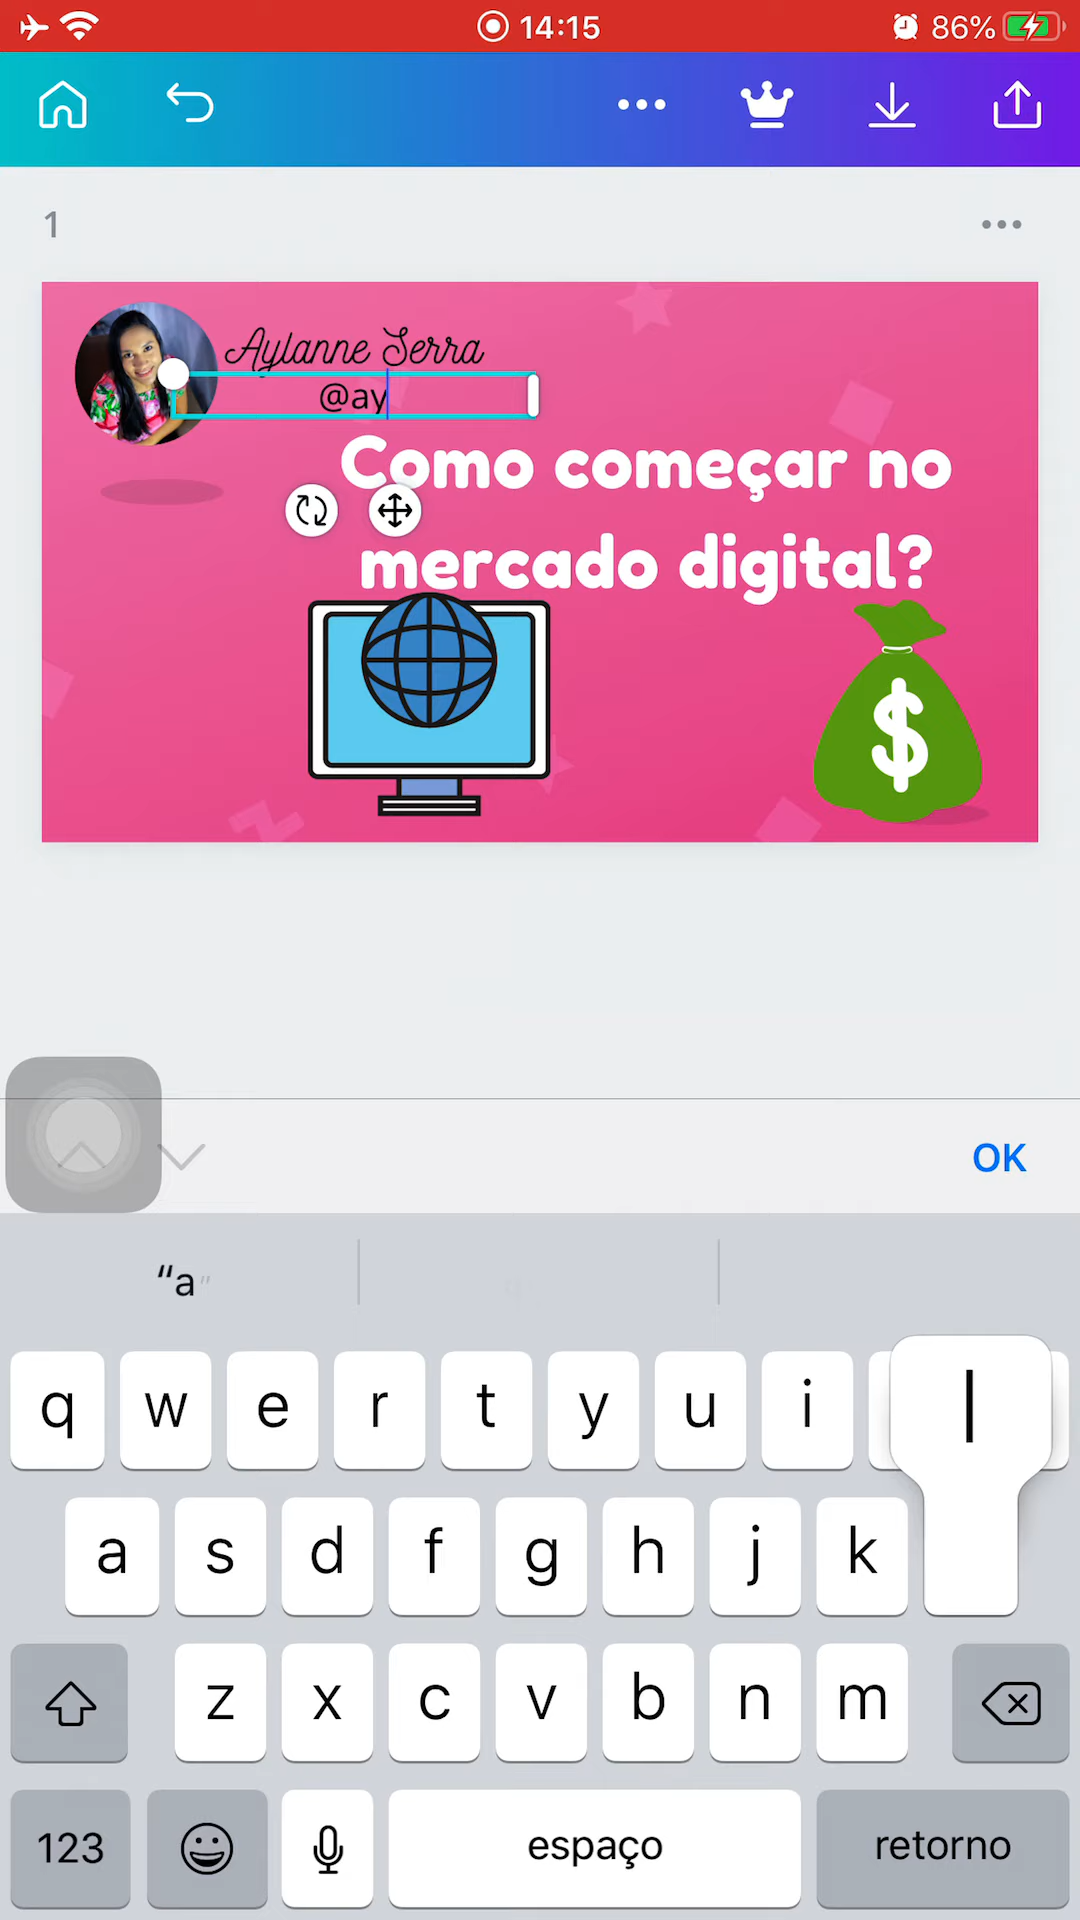 14:15
86%
1
Aylanne Serra
@ay
Como começar no
mercado digital?
$
OK
“a”
q w e r t y u i
l
a s d f g h j k
z x c v b n m
123
espaço
retorno